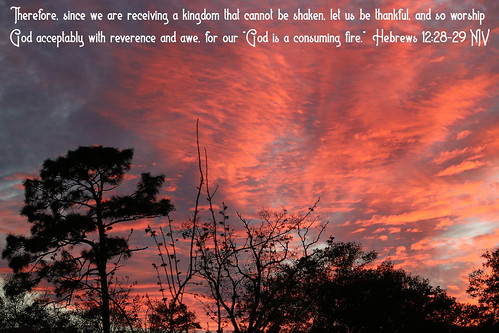 Therefore, since we are receiving a kingdom that cannot be shaken, let us be thankful, and so worship
God acceptably with reverence and awe, for our "God is a consuming fire." Hebrews 12:28-29 NIV